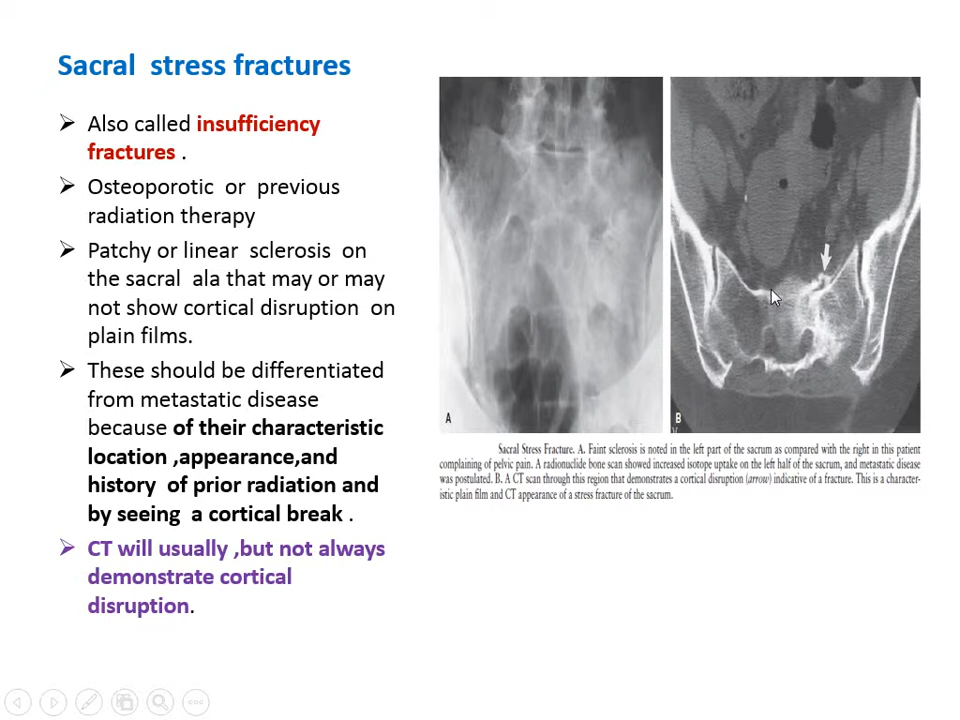 Sacral  stress fractures
➢ Also called insufficiency
fractures .
➢ Osteoporotic  or  previous
radiation therapy
➢ Patchy or linear  sclerosis  on
the sacral  ala that may or may
not show cortical disruption  on
plain films.
➢ These should be differentiated
from metastatic disease
because of their characteristic
location ,appearance,and
history  of prior radiation and
by seeing  a cortical break .
➢ CT will usually ,but not always
demonstrate cortical
disruption.
A
B
V
Sacral Stress Fracture. A. Faint sclerosis is noted in the left part of the sacrum as compared with the right in this patient
complaining of pelvic pain. A radionuclide bone scan showed increased isotope uptake on the left half of the sacrum, and metastatic disease
was postulated. B. A CT scan through this region that demonstrates a cortical disruption (arrow) indicative of a fracture. This is a character-
istic plain film and CT appearance of a stress fracture of the sacrum.